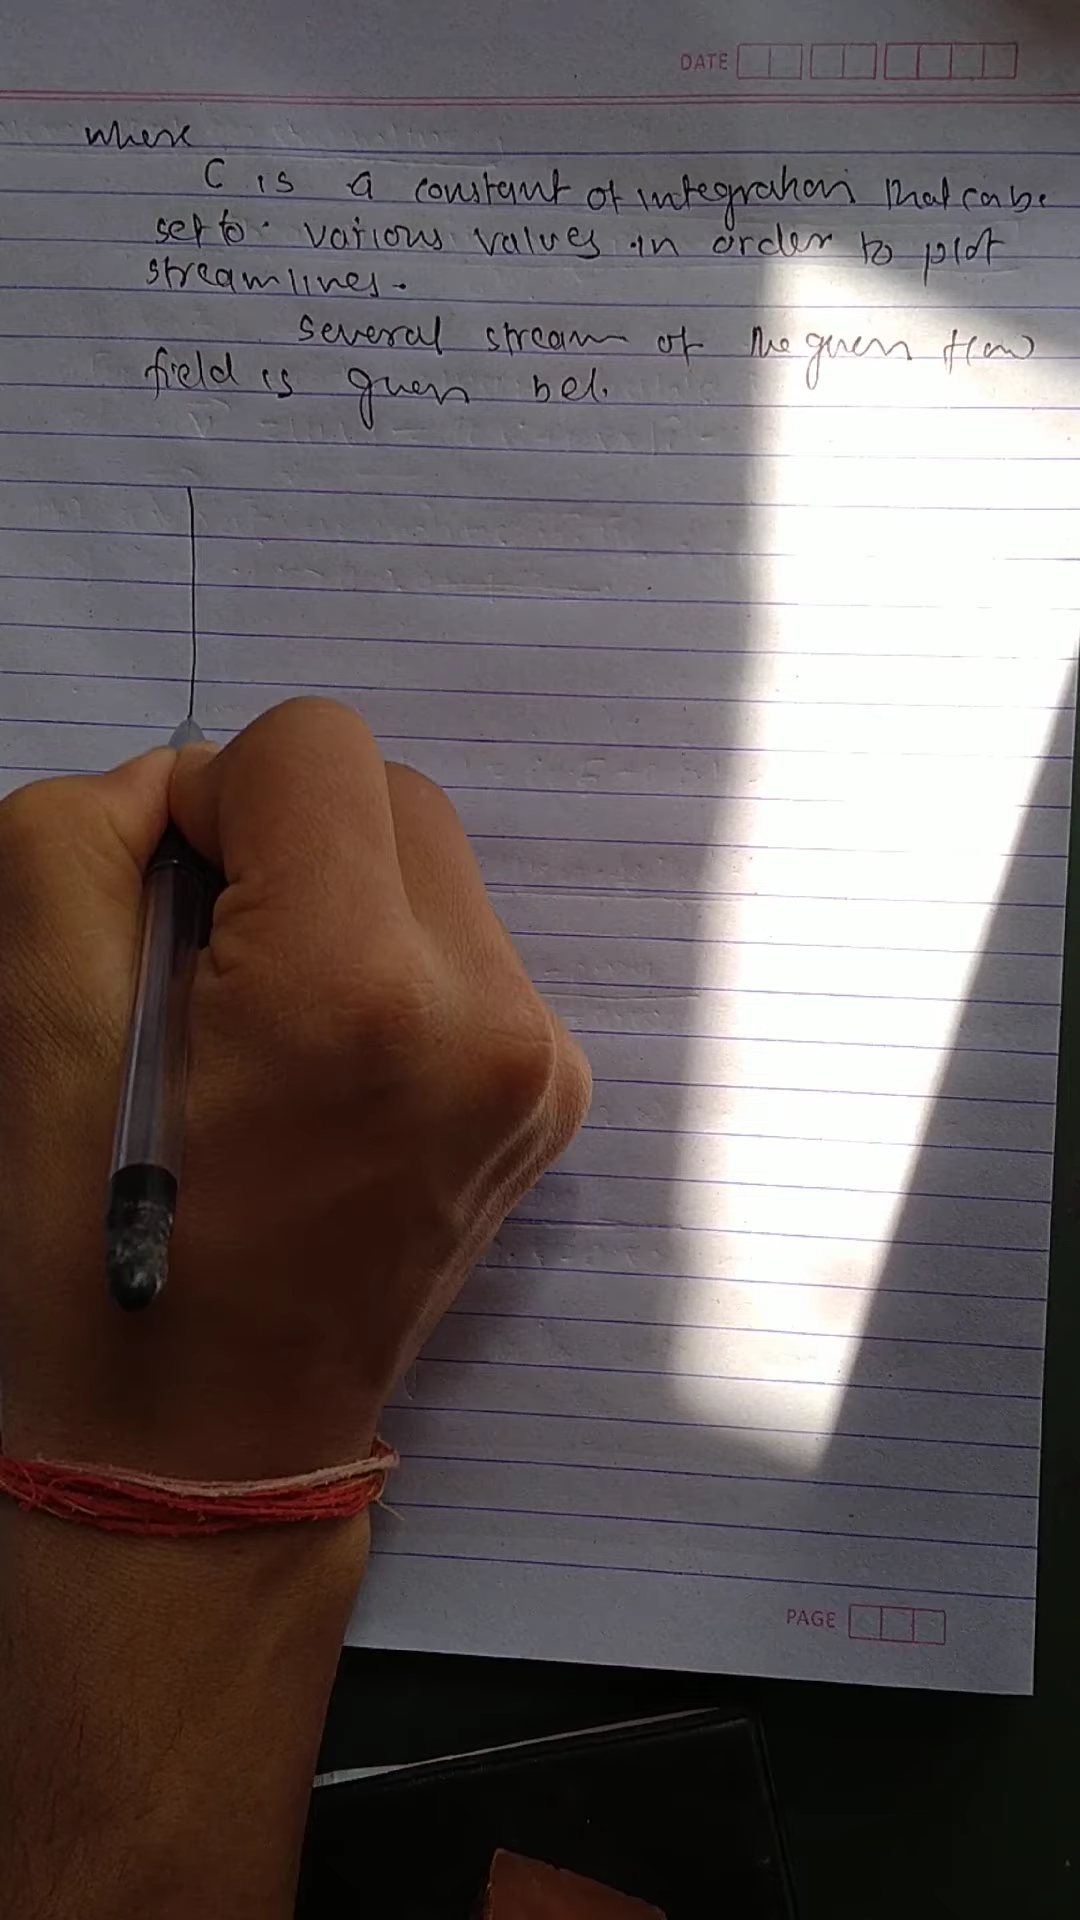 DATE
where
C is a constant of integration that can be
set to various values in order to plot
streamlines.
Several stream of the given flow
field is given bel.
PAGE